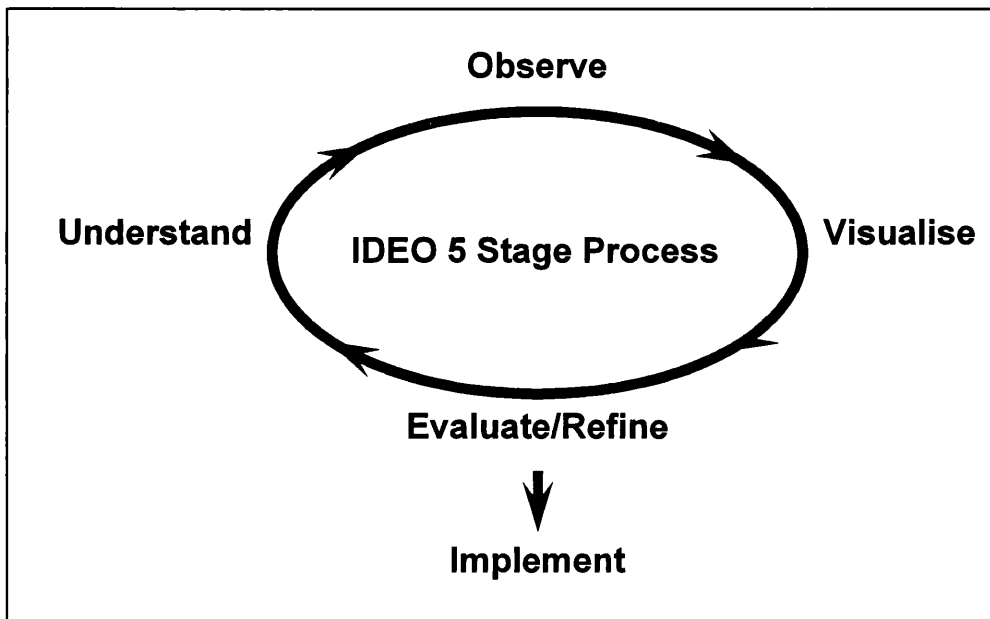 Observe
Understand
IDEO 5 Stage Process
Visualise
Evaluate/Refine
Implement